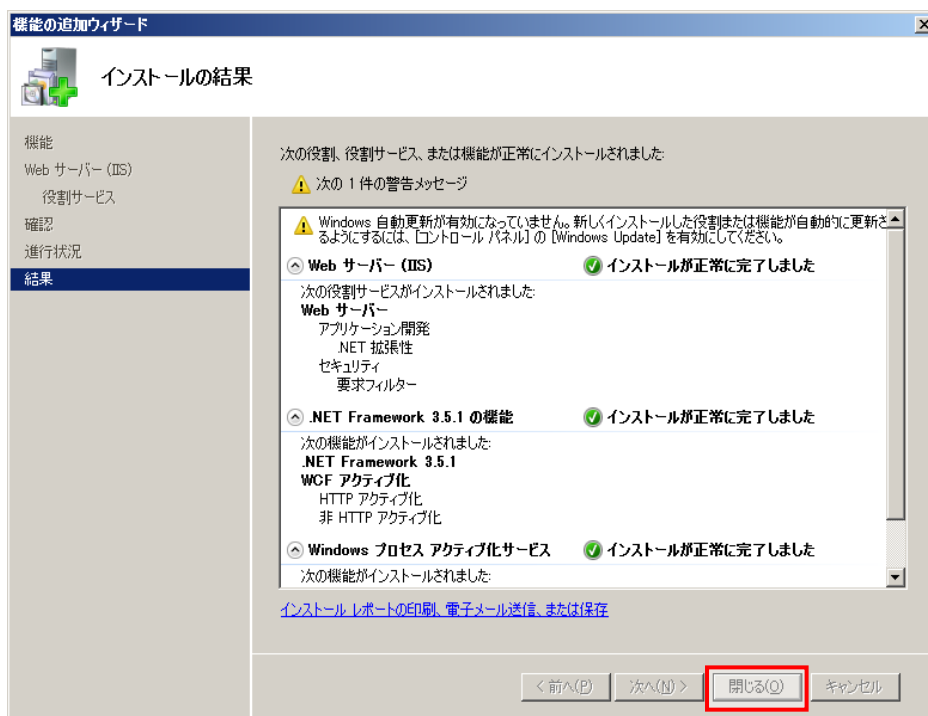 機能の追加ウィザード
インストールの結果
機能
Web サーバー (IIS)
役割サービス
確認
進行状況
結果
次の役割、役割サービス、または機能が正常にインストールされました:
次の 1 件の警告メッセージ
Windows 自動更新が有効になっていません。新しくインストールした役割または機能が自動的に更新さ
るようにするには、[コントロール パネル] の [Windows Update] を有効にしてください。
Web サーバー (IIS) インストールが正常に完了しました
次の役割サービスがインストールされました:
Web サーバー
アプリケーション開発
.NET 拡張性
セキュリティ
要求フィルター
.NET Framework 3.5.1 の機能 インストールが正常に完了しました
次の機能がインストールされました:
.NET Framework 3.5.1
WCF アクティブ化
HTTP アクティブ化
非 HTTP アクティブ化
Windows プロセス アクティブ化サービス インストールが正常に完了しました
次の機能がインストールされました:
インストール レポートの印刷、電子メール送信、または保存
< 前へ(P) 次へ(N) > 閉じる(O) キャンセル